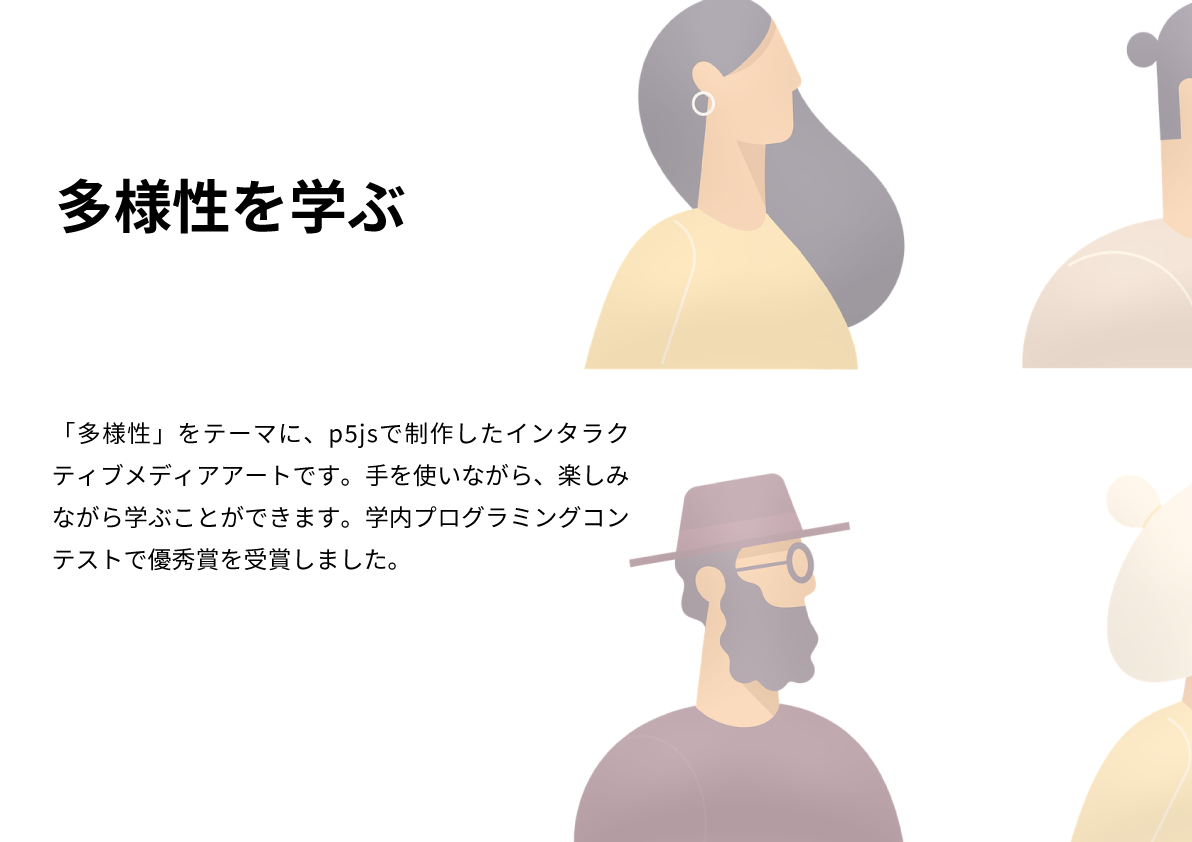 多様性を学ぶ
「多様性」をテーマに、p5jsで制作したインタラク
ティブメディアアートです。手を使いながら、楽しみ
ながら学ぶことができます。学内プログラミングコン
テストで優秀賞を受賞しました。